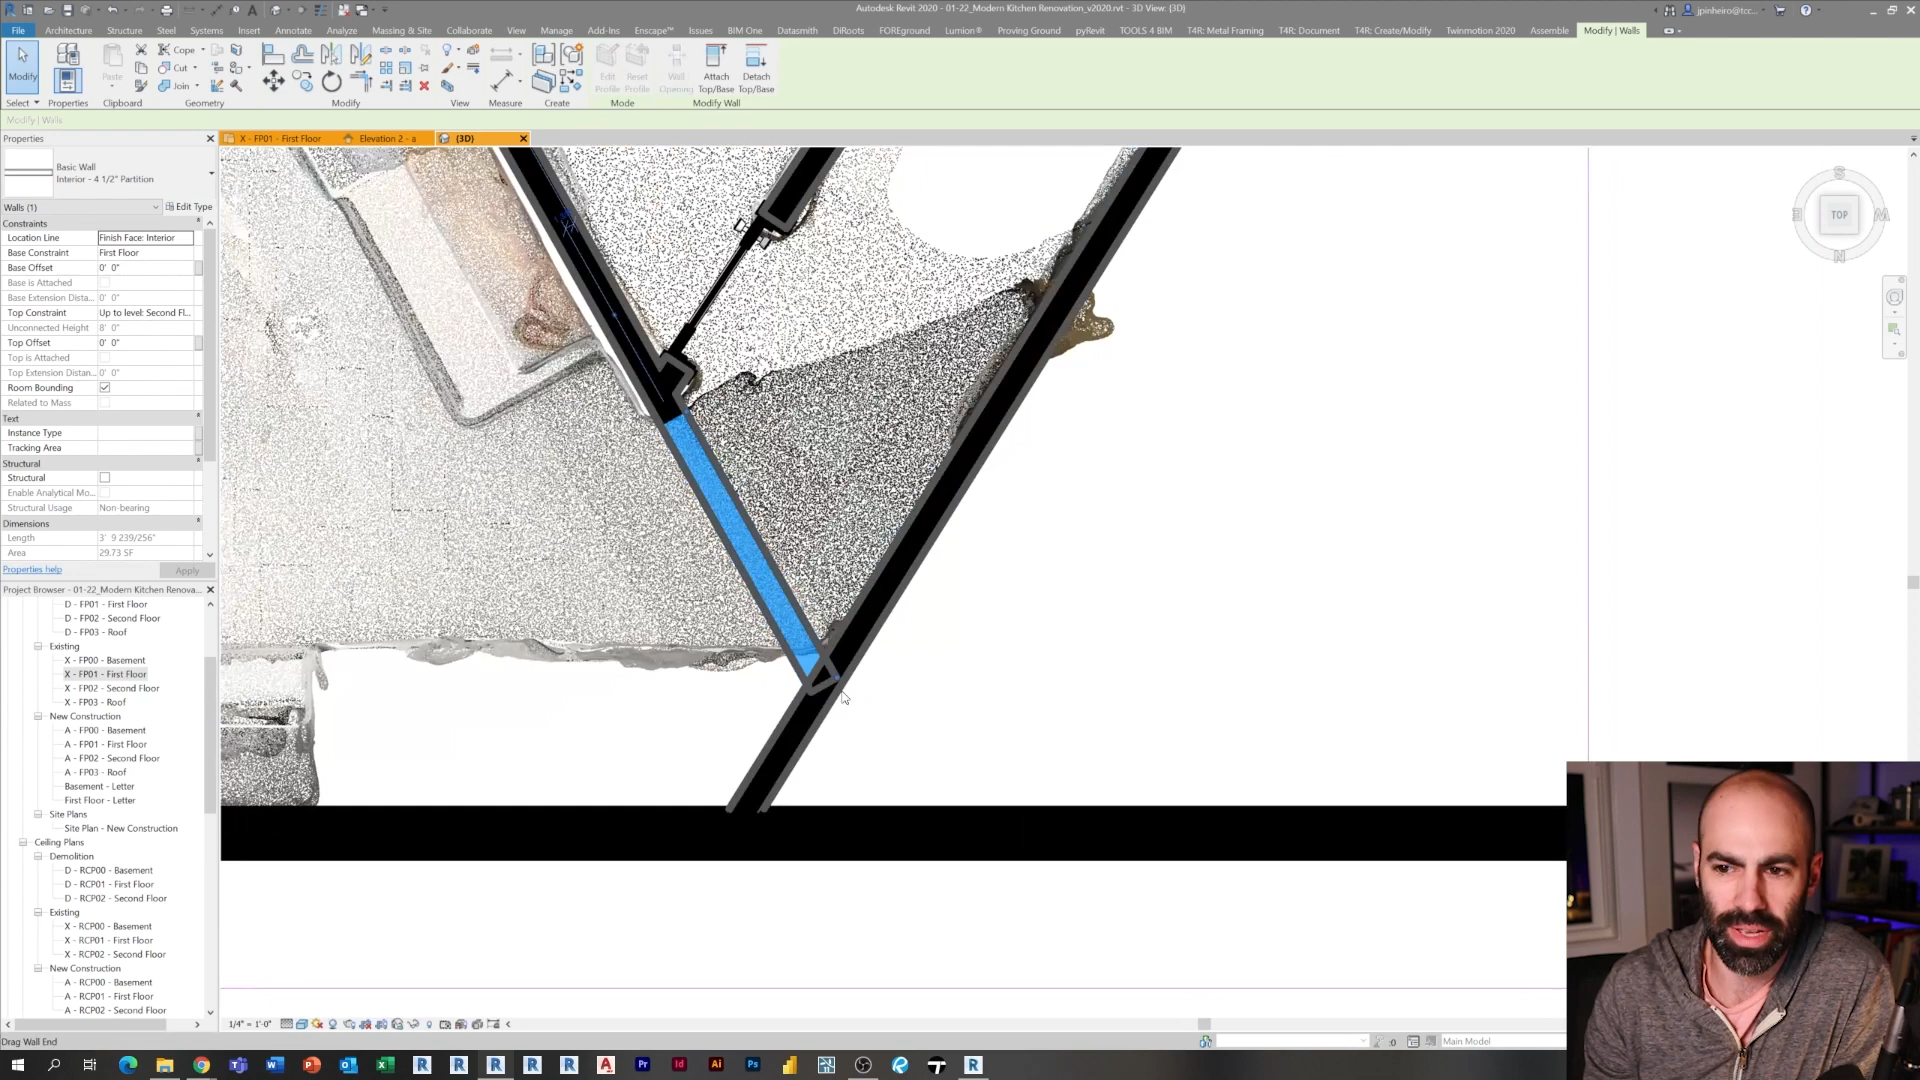 Autodesk Revit 2020 - 01-22_Modern Kitchen Renovation_v2020.rvt - 3D View: {3D}
jpinheiro@tcc...
File Architecture Structure Steel Systems Insert Annotate Analyze Massing & Site Collaborate View Manage Add-Ins Enscape™ Issues BIM One Datasmith DiRoots FOREground Lumion® Proving Ground pyRevit TOOLS 4 BIM T4R: Metal Framing T4R: Document T4R: Create/Modify Twinmotion 2020 Assemble Modify | Walls
Cope
Cut
Join
Modify
Paste
Edit Profile
Reset Profile
Wall Opening
Attach Top/Base
Detach Top/Base
Select Properties Clipboard Geometry Modify View Measure Create Mode Modify Wall
Modify | Walls
Properties
X - FP01 - First Floor
Elevation 2 - a
{3D}
Basic Wall
Interior - 4 1/2" Partition
Walls (1)
Edit Type
Constraints
Location Line Finish Face: Interior
Base Constraint First Floor
Base Offset 0' 0"
Base is Attached
Base Extension Dista...
Top Constraint Up to level: Second Fl...
Unconnected Height 8' 0"
Top Offset 0' 0"
Top is Attached
Top Extension Distan... 0' 0"
Room Bounding
Related to Mass
Text
Instance Type
Tracking Area
Structural
Structural
Enable Analytical Mo...
Structural Usage Non-bearing
Dimensions
Length 3' 9 239/256"
Area 29.73 SF
Properties help
Apply
Project Browser - 01-22_Modern Kitchen Renova...
D - FP01 - First Floor
D - FP02 - Second Floor
D - FP03 - Roof
Existing
X - FP00 - Basement
X - FP01 - First Floor
X - FP02 - Second Floor
X - FP03 - Roof
New Construction
A - FP00 - Basement
A - FP01 - First Floor
A - FP02 - Second Floor
A - FP03 - Roof
Basement - Letter
First Floor - Letter
Site Plans
Site Plan - New Construction
Ceiling Plans
Demolition
D - RCP00 - Basement
D - RCP01 - First Floor
D - RCP02 - Second Floor
Existing
X - RCP00 - Basement
X - RCP01 - First Floor
X - RCP02 - Second Floor
New Construction
A - RCP00 - Basement
A - RCP01 - First Floor
A - RCP02 - Second Floor
S
TOP
N
1/4" = 1'-0"
Drag Wall End
:0
Main Model